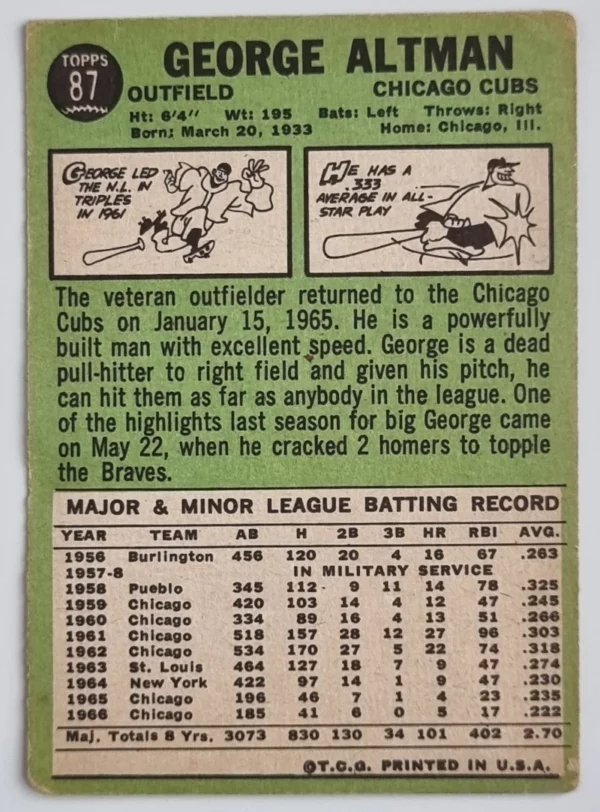 TOPPS
87
GEORGE ALTMAN
OUTFIELD CHICAGO CUBS
Ht: 6'4" Wt: 195 Bats: Left Throws: Right
Born: March 20, 1933 Home: Chicago, Ill.
GEORGE LED
THE N.L. IN
TRIPLES
IN 1961
HE HAS A
.333
AVERAGE IN ALL-
STAR PLAY
The veteran outfielder returned to the Chicago
Cubs on January 15, 1965. He is a powerfully
built man with excellent speed. George is a dead
pull-hitter to right field and given his pitch, he
can hit them as far as anybody in the league. One
of the highlights last season for big George came
on May 22, when he cracked 2 homers to topple
the Braves.
MAJOR & MINOR LEAGUE BATTING RECORD
YEAR TEAM AB H 2B 3B HR RBI AVG.
1956 Burlington 456 120 20 4 16 67 .263
1957-8 IN MILITARY SERVICE
1958 Pueblo 345 112 9 11 14 78 .325
1959 Chicago 420 103 14 4 12 47 .245
1960 Chicago 334 89 16 4 13 51 .266
1961 Chicago 518 157 28 12 27 96 .303
1962 Chicago 534 170 27 5 22 74 .318
1963 St. Louis 464 127 18 7 9 47 .274
1964 New York 422 97 14 1 9 47 .230
1965 Chicago 196 46 7 1 4 23 .235
1966 Chicago 185 41 6 0 5 17 .222
Maj. Totals 8 Yrs. 3073 830 130 34 101 402 2.70
©T.C.G. PRINTED IN U.S.A.